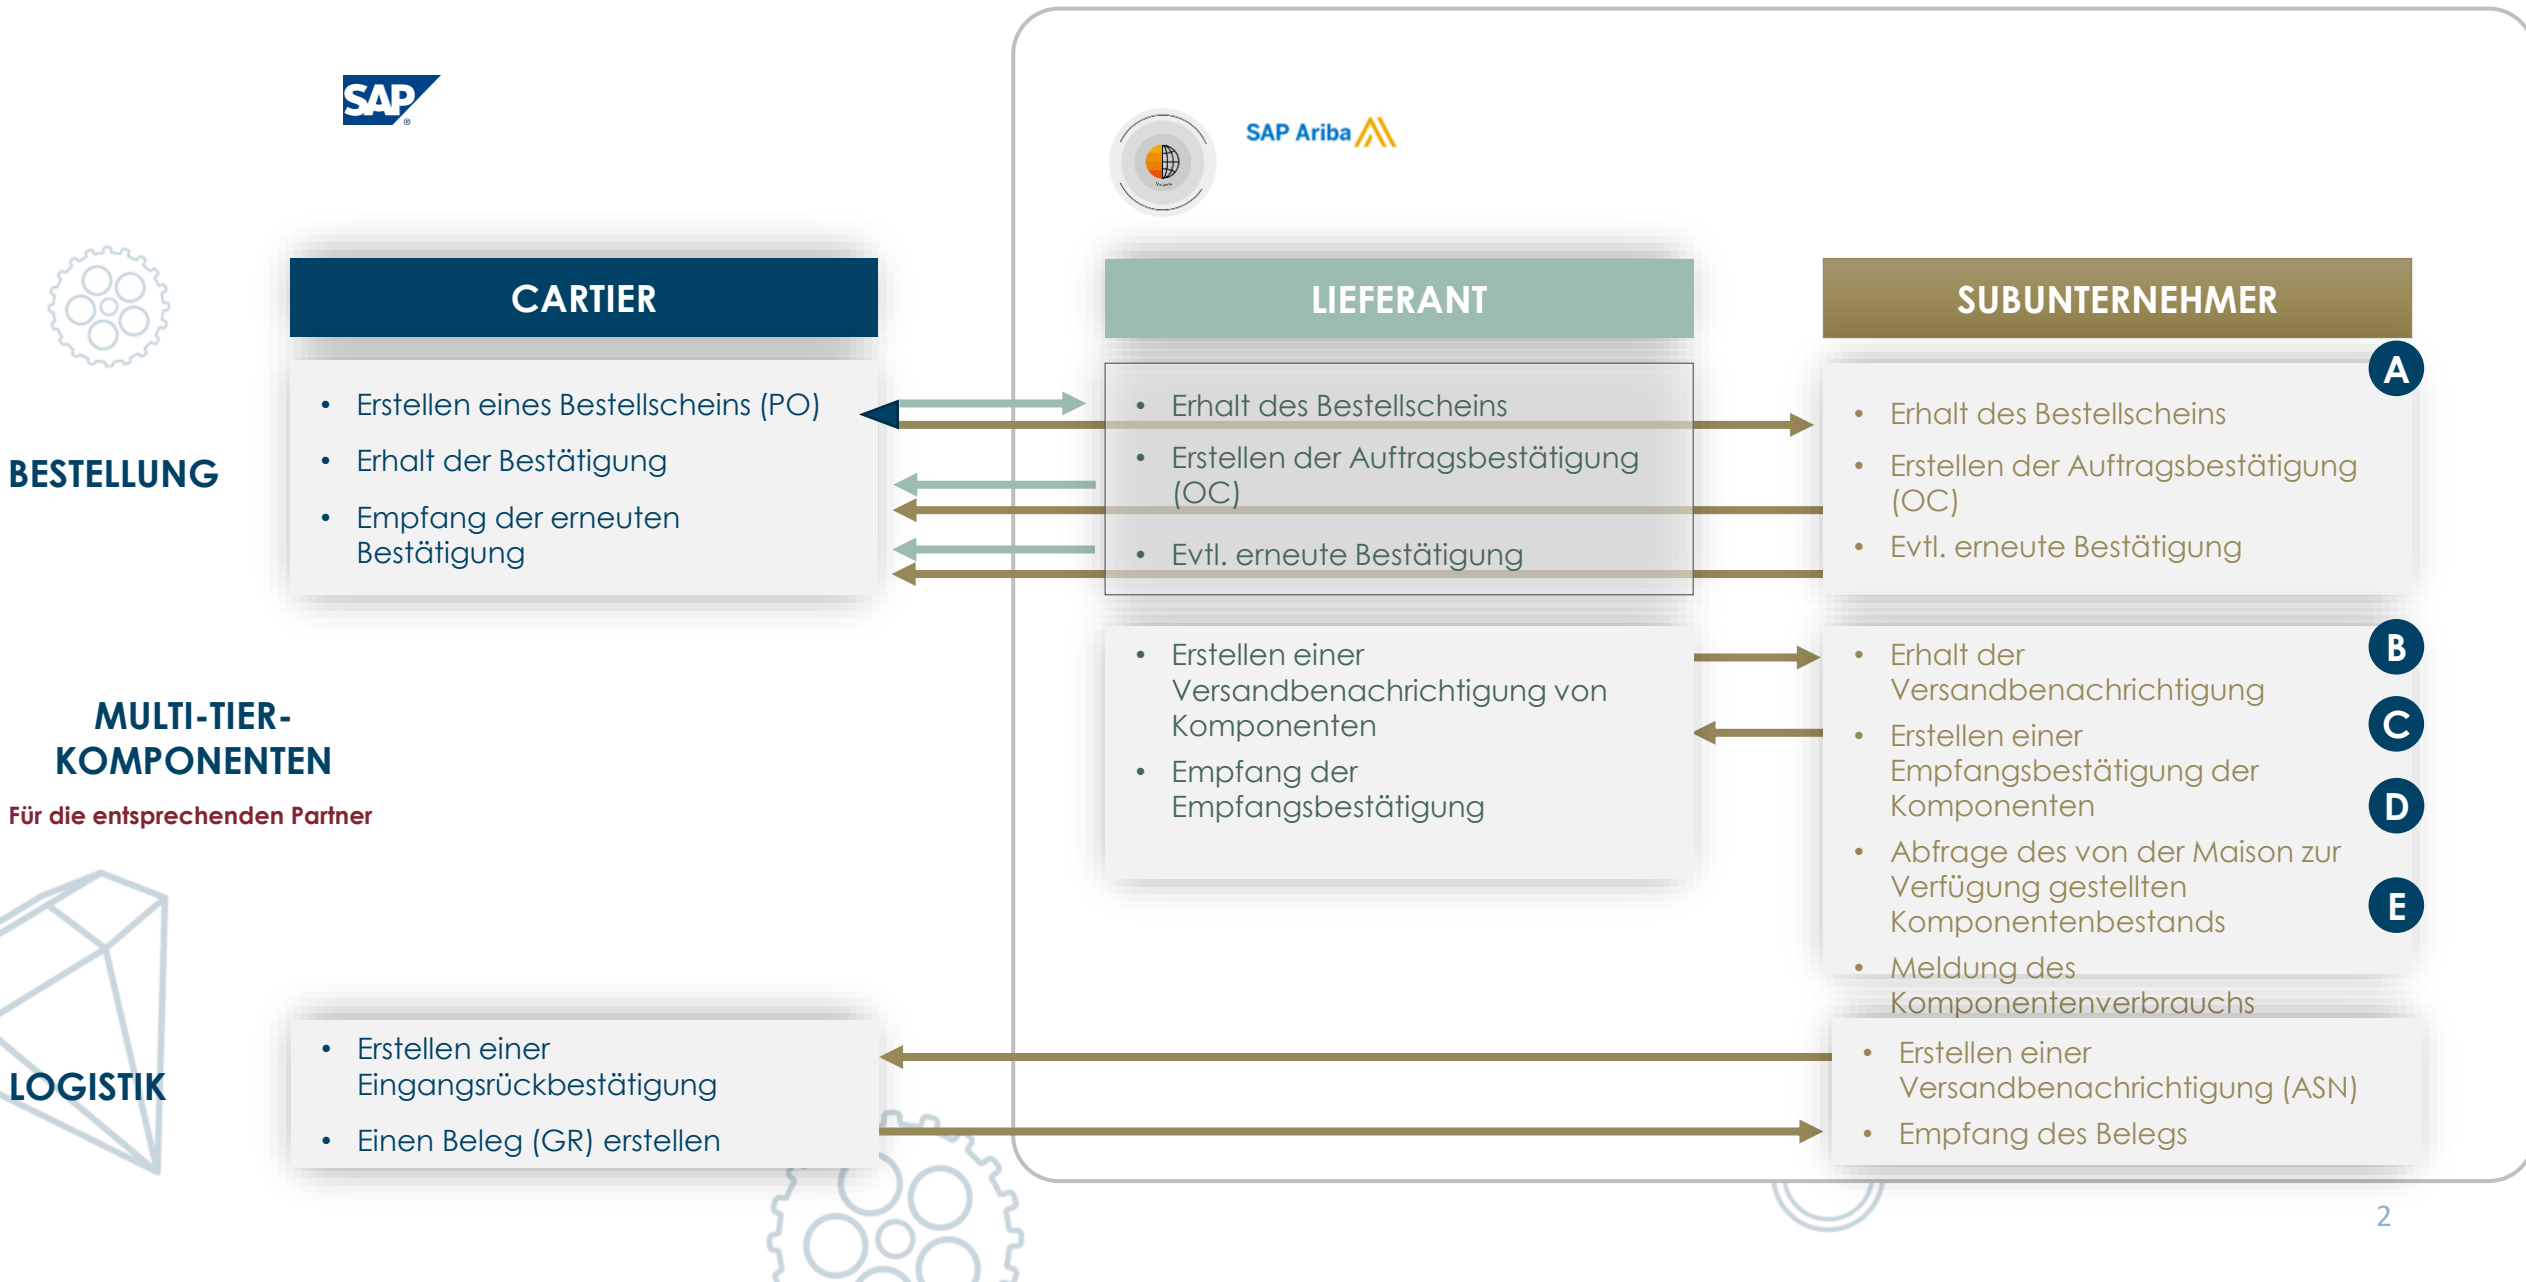 SAP
®
SAP Ariba
CARTIER
LIEFERANT
SUBUNTERNEHMER
BESTELLUNG
• Erstellen eines Bestellscheins (PO)
• Erhalt der Bestätigung
• Empfang der erneuten
Bestätigung
• Erhalt des Bestellscheins
• Erstellen der Auftragsbestätigung
(OC)
• Evtl. erneute Bestätigung
A
• Erhalt des Bestellscheins
• Erstellen der Auftragsbestätigung
(OC)
• Evtl. erneute Bestätigung
MULTI-TIER-
KOMPONENTEN
Für die entsprechenden Partner
• Erstellen einer
Versandbenachrichtigung von
Komponenten
• Empfang der
Empfangsbestätigung
B
• Erhalt der
Versandbenachrichtigung
C
• Erstellen einer
Empfangsbestätigung der
Komponenten
D
• Abfrage des von der Maison zur
Verfügung gestellten
Komponentenbestands
E
• Meldung des
Komponentenverbrauchs
LOGISTIK
• Erstellen einer
Eingangsrückbestätigung
• Einen Beleg (GR) erstellen
• Erstellen einer
Versandbenachrichtigung (ASN)
• Empfang des Belegs
2